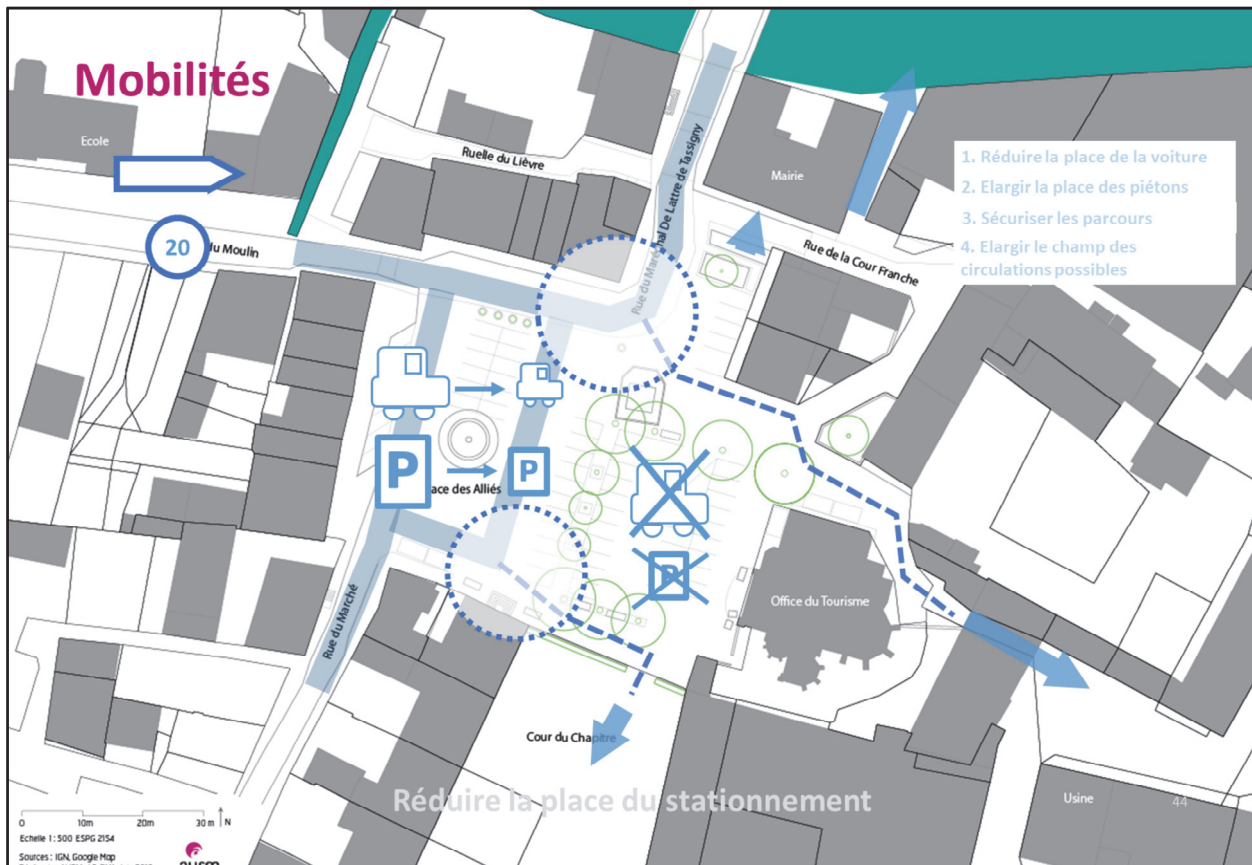 Mobilités
Ecole
Ruelle du Lièvre
Rue du Maréchal De Lattre de Tassigny
Mairie
1. Réduire la place de la voiture
2. Elargir la place des piétons
3. Sécuriser les parcours
4. Elargir le champ des
circulations possibles
20
du Moulin
Rue de la Cour Franche
P
P
ace des Alliés
P
Office du Tourisme
Rue du Marché
Cour du Chapitre
Réduire la place du stationnement
Usine
44
0 10m 20m 30 m N
Echelle 1: 500 ESPG 2154
Sources : IGN, Google Map